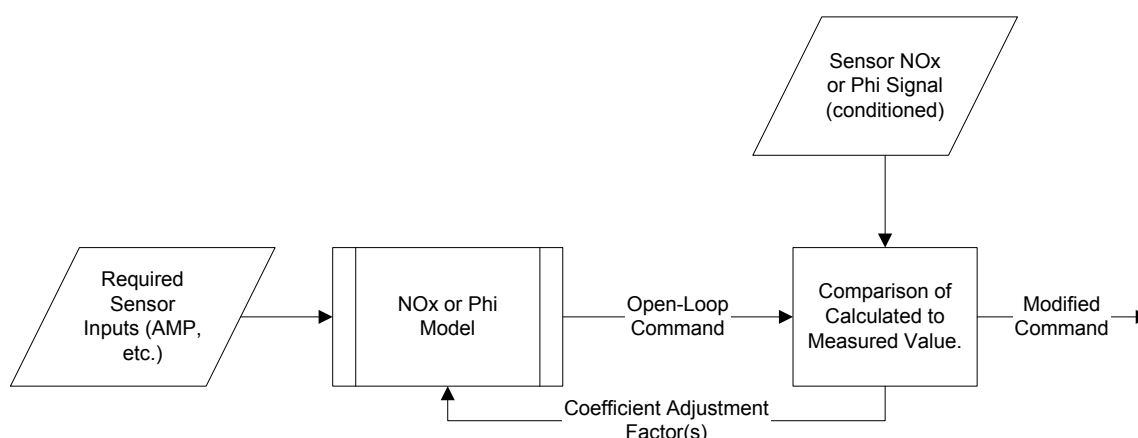 Sensor NOx
or Phi Signal
(conditioned)
Required
Sensor
Inputs (AMP,
etc.)
NOx or Phi
Model
Open-Loop
Command
Comparison of
Calculated to
Measured Value.
Modified
Command
Coefficient Adjustment
Factor(s)